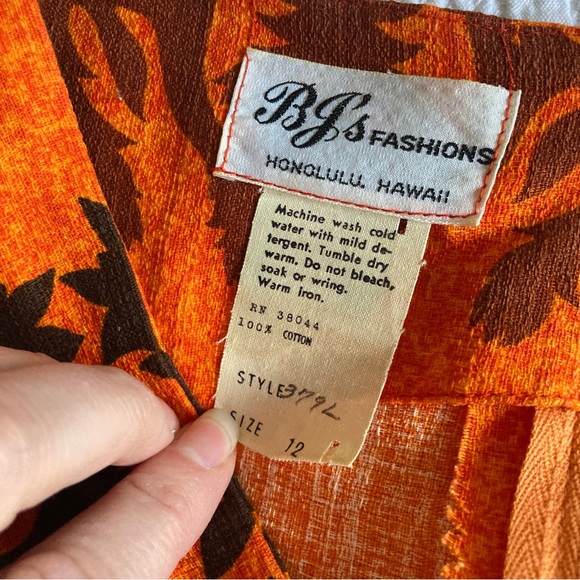 BJ's FASHIONS
HONOLULU, HAWAII
Machine wash cold
water with mild de-
tergent. Tumble dry
warm. Do not bleach,
soak or wring.
Warm iron.
RN 38044
100% COTTON
STYLE 379L
SIZE 12